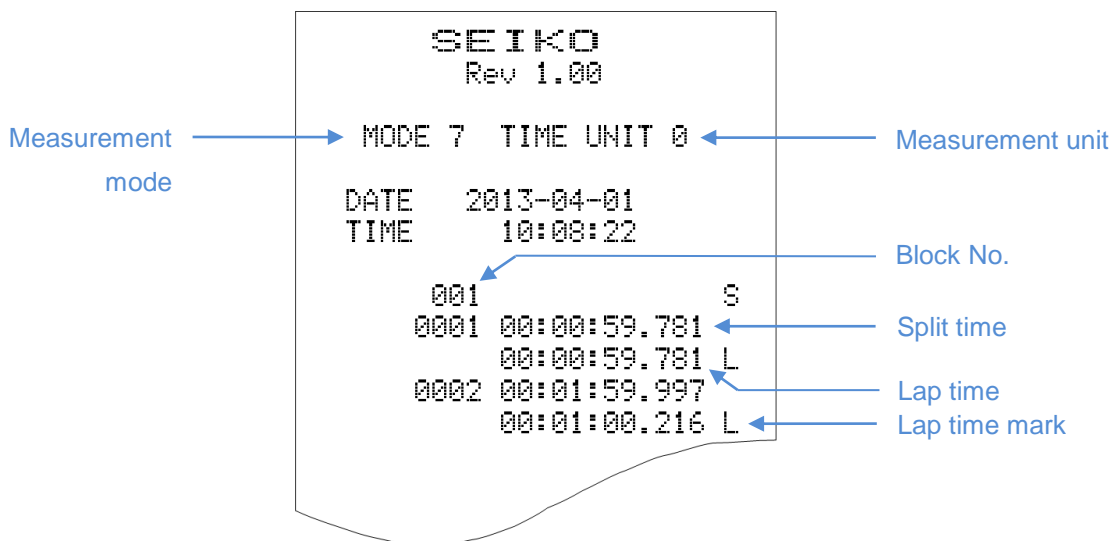 SEIKO
Rev 1.00
Measurement mode
MODE 7 TIME UNIT 0
Measurement unit
DATE 2013-04-01
TIME 10:08:22
Block No.
001 S
0001 00:00:59.781
Split time
00:00:59.781 L
Lap time
0002 00:01:59.997
00:01:00.216 L
Lap time mark